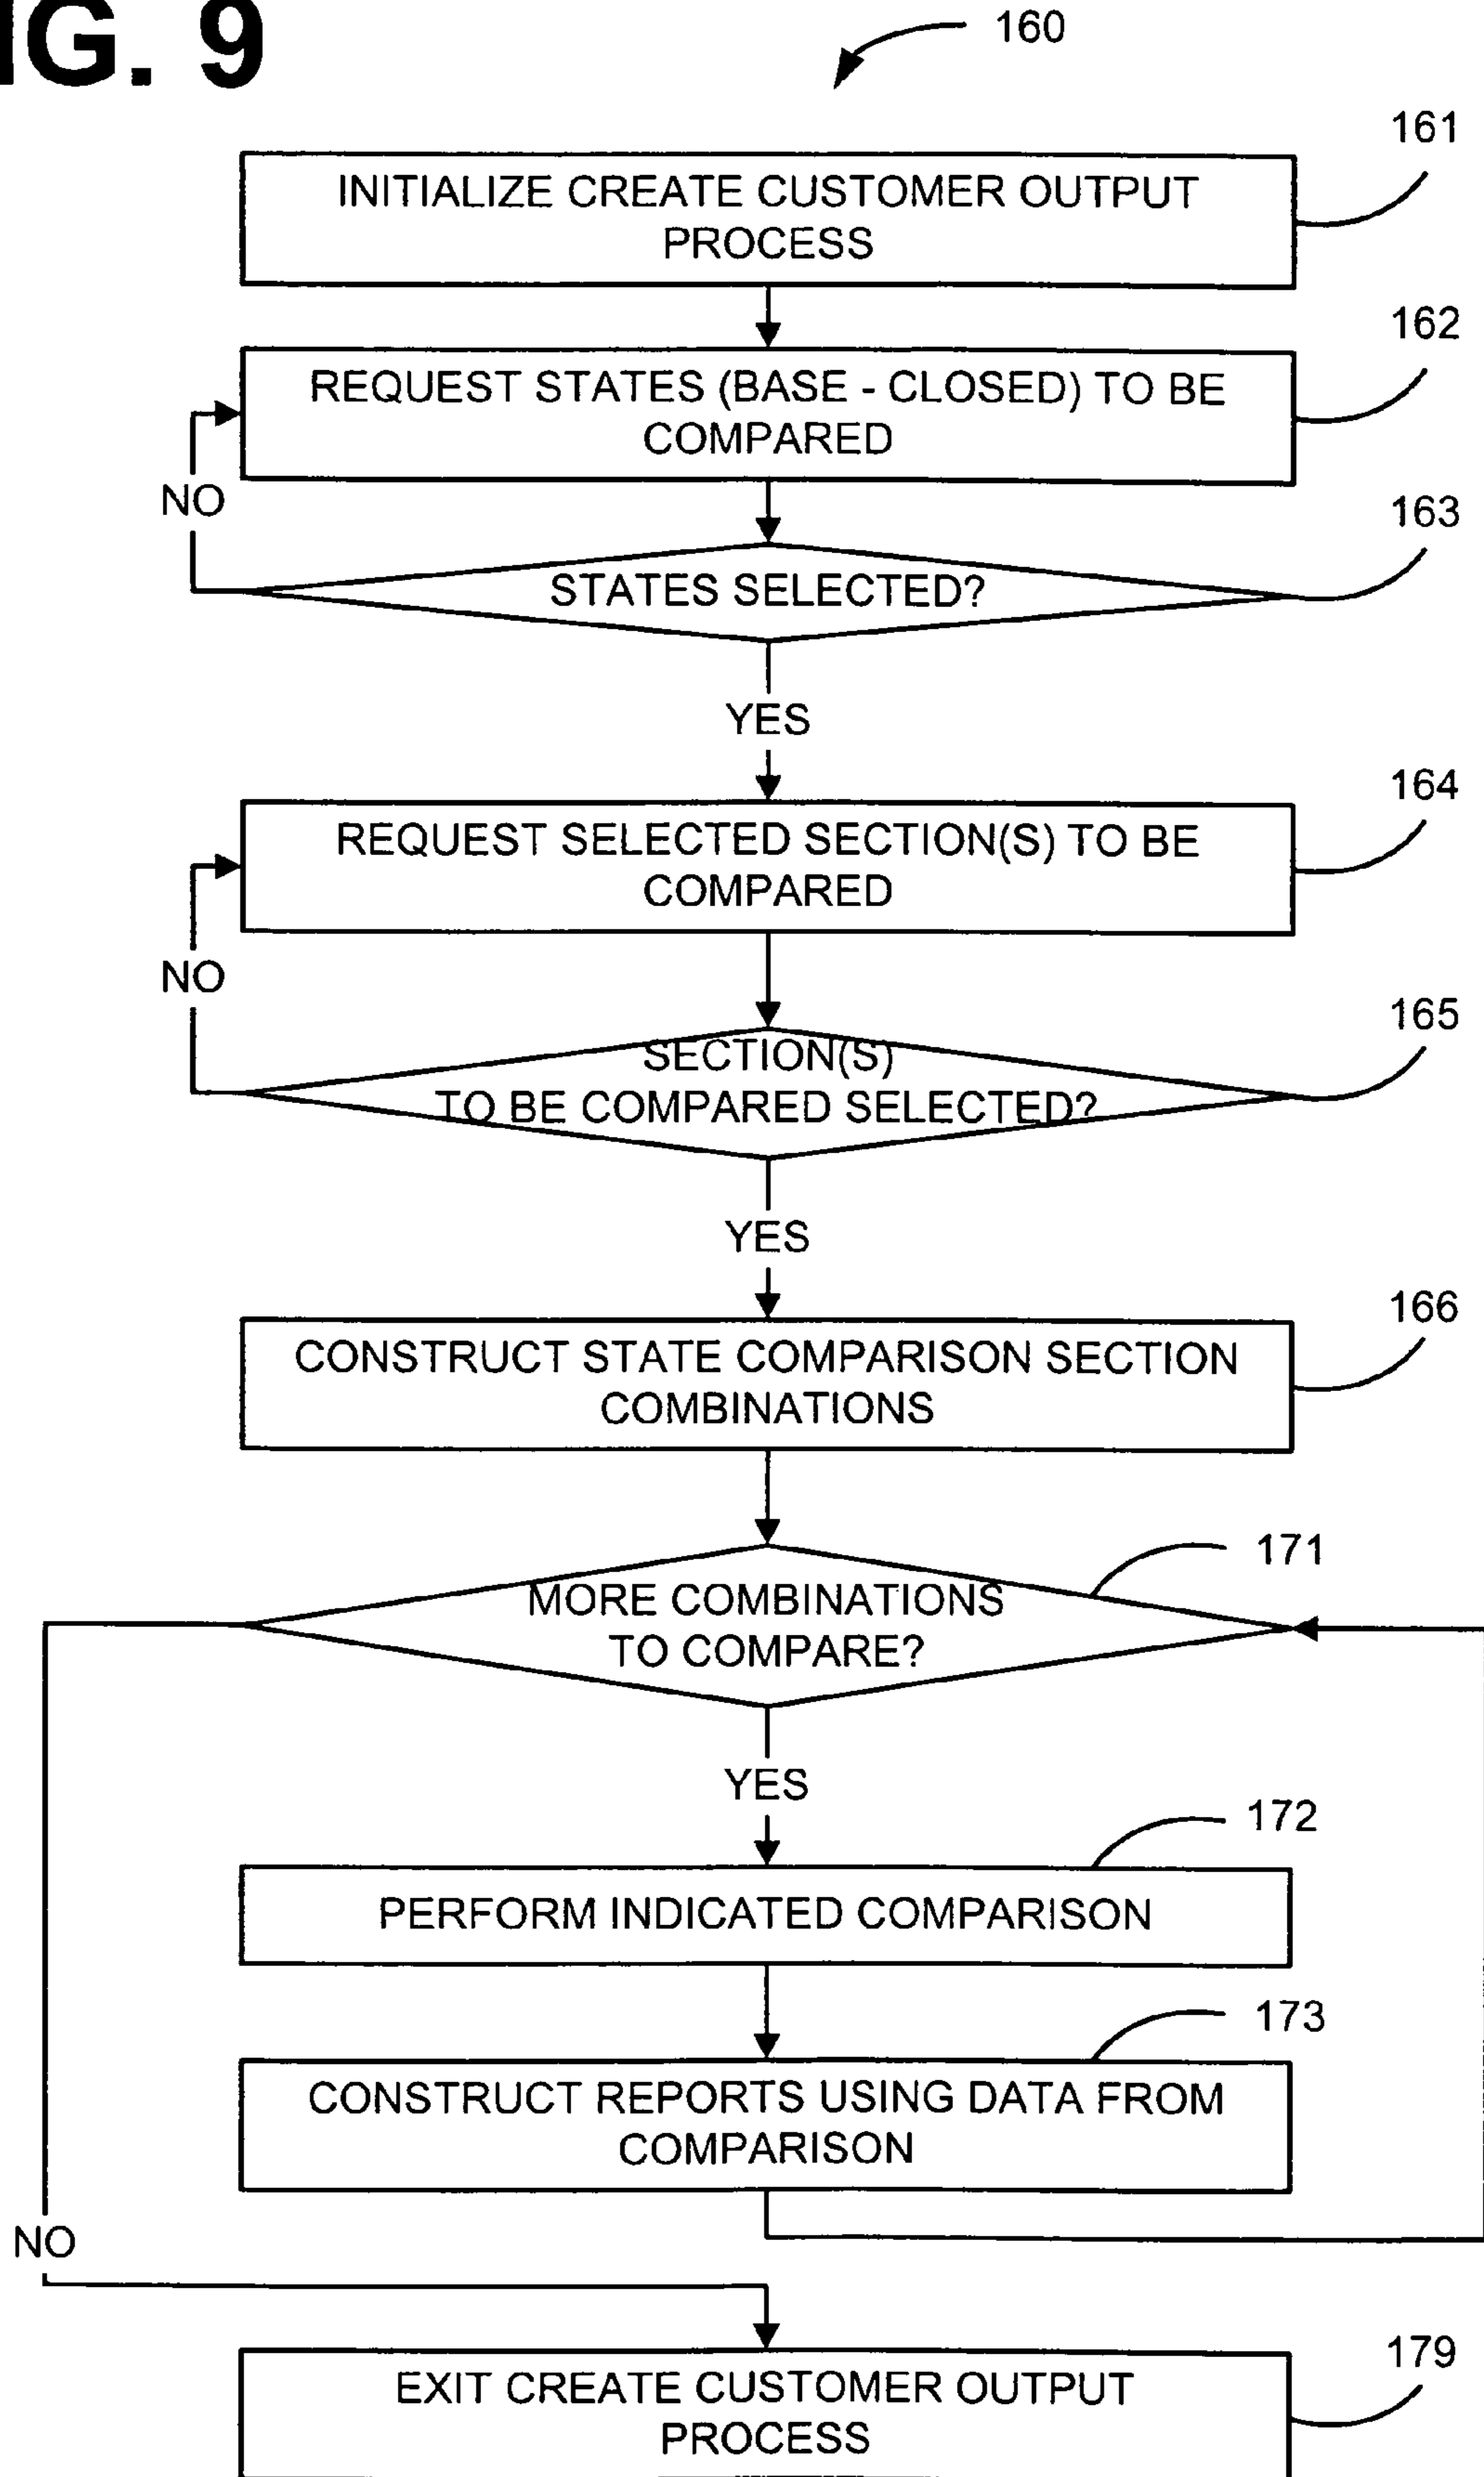 IG. 9
160
161
INITIALIZE CREATE CUSTOMER OUTPUT
PROCESS
162
REQUEST STATES (BASE - CLOSED) TO BE
COMPARED
NO
163
STATES SELECTED?
YES
164
REQUEST SELECTED SECTION(S) TO BE
COMPARED
NO
165
SECTION(S)
TO BE COMPARED SELECTED?
YES
166
CONSTRUCT STATE COMPARISON SECTION
COMBINATIONS
171
MORE COMBINATIONS
TO COMPARE?
YES
172
PERFORM INDICATED COMPARISON
173
CONSTRUCT REPORTS USING DATA FROM
COMPARISON
NO
179
EXIT CREATE CUSTOMER OUTPUT
PROCESS